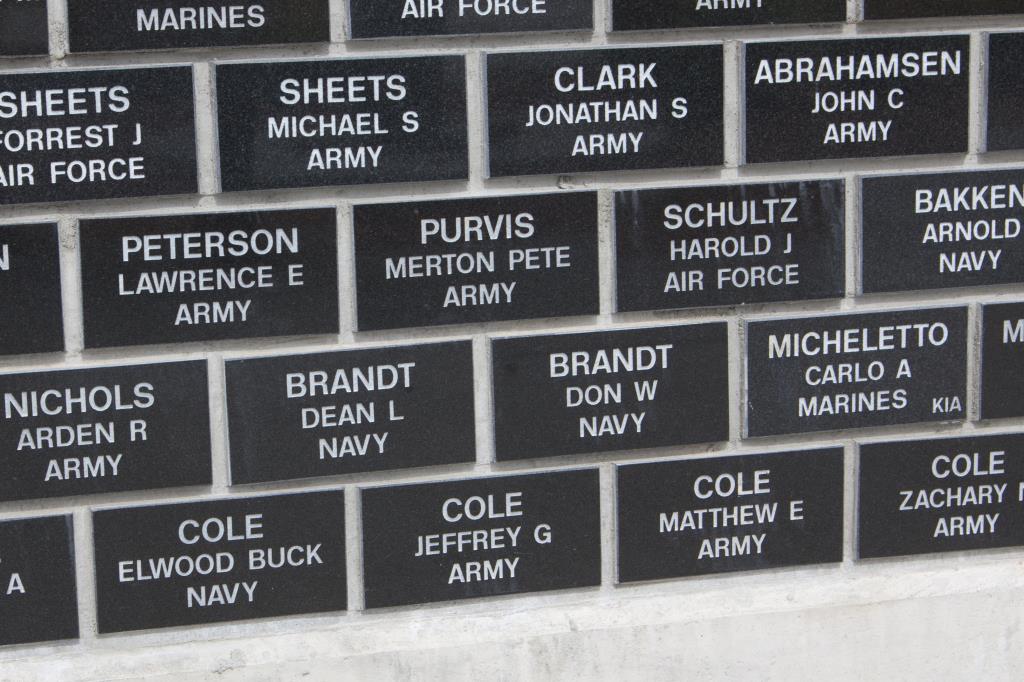 MARINES
AIR FORCE
ARMY
SHEETS
FORREST J
AIR FORCE
SHEETS
MICHAEL S
ARMY
CLARK
JONATHAN S
ARMY
ABRAHAMSEN
JOHN C
ARMY
N
PETERSON
LAWRENCE E
ARMY
PURVIS
MERTON PETE
ARMY
SCHULTZ
HAROLD J
AIR FORCE
BAKKEN
ARNOLD
NAVY
NICHOLS
ARDEN R
ARMY
BRANDT
DEAN L
NAVY
BRANDT
DON W
NAVY
MICHELETTO
CARLO A
MARINES KIA
M
A
COLE
ELWOOD BUCK
NAVY
COLE
JEFFREY G
ARMY
COLE
MATTHEW E
ARMY
COLE
ZACHARY
ARMY